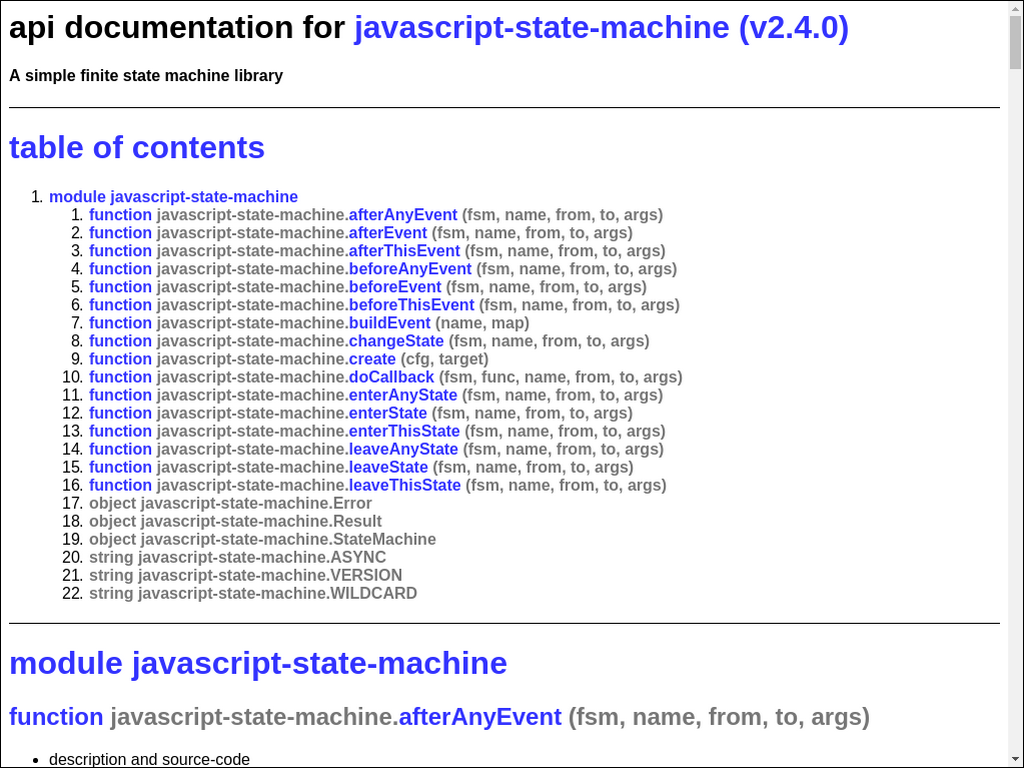 api documentation for javascript-state-machine (v2.4.0)
A simple finite state machine library
table of contents
1. module javascript-state-machine
1. function javascript-state-machine.afterAnyEvent (fsm, name, from, to, args)
2. function javascript-state-machine.afterEvent (fsm, name, from, to, args)
3. function javascript-state-machine.afterThisEvent (fsm, name, from, to, args)
4. function javascript-state-machine.beforeAnyEvent (fsm, name, from, to, args)
5. function javascript-state-machine.beforeEvent (fsm, name, from, to, args)
6. function javascript-state-machine.beforeThisEvent (fsm, name, from, to, args)
7. function javascript-state-machine.buildEvent (name, map)
8. function javascript-state-machine.changeState (fsm, name, from, to, args)
9. function javascript-state-machine.create (cfg, target)
10. function javascript-state-machine.doCallback (fsm, func, name, from, to, args)
11. function javascript-state-machine.enterAnyState (fsm, name, from, to, args)
12. function javascript-state-machine.enterState (fsm, name, from, to, args)
13. function javascript-state-machine.enterThisState (fsm, name, from, to, args)
14. function javascript-state-machine.leaveAnyState (fsm, name, from, to, args)
15. function javascript-state-machine.leaveState (fsm, name, from, to, args)
16. function javascript-state-machine.leaveThisState (fsm, name, from, to, args)
17. object javascript-state-machine.Error
18. object javascript-state-machine.Result
19. object javascript-state-machine.StateMachine
20. string javascript-state-machine.ASYNC
21. string javascript-state-machine.VERSION
22. string javascript-state-machine.WILDCARD
module javascript-state-machine
function javascript-state-machine.afterAnyEvent (fsm, name, from, to, args)
• description and source-code